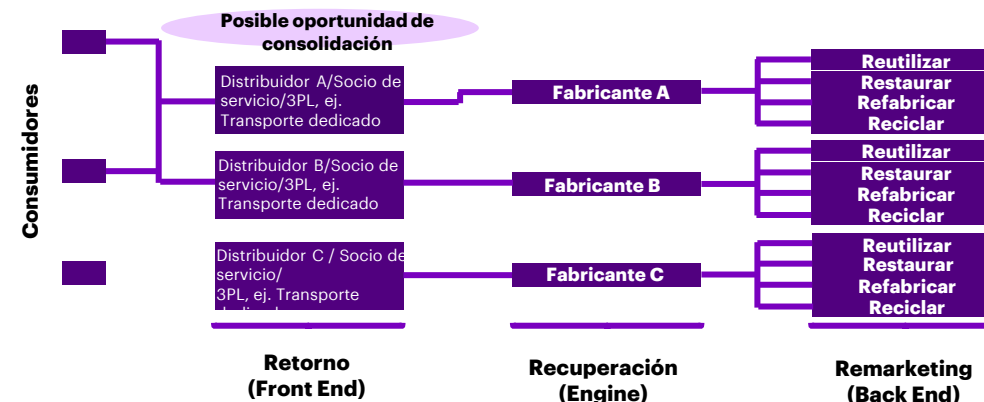 Posible oportunidad de
consolidación
Consumidores
Distribuidor A/Socio de
servicio/3PL, ej.
Transporte dedicado
Fabricante A
Reutilizar
Restaurar
Refabricar
Reciclar
Distribuidor B/Socio de
servicio/3PL, ej.
Transporte dedicado
Fabricante B
Reutilizar
Restaurar
Refabricar
Reciclar
Distribuidor C / Socio de
servicio/
3PL, ej. Transporte
Fabricante C
Reutilizar
Restaurar
Refabricar
Reciclar
Retorno
(Front End)
Recuperación
(Engine)
Remarketing
(Back End)